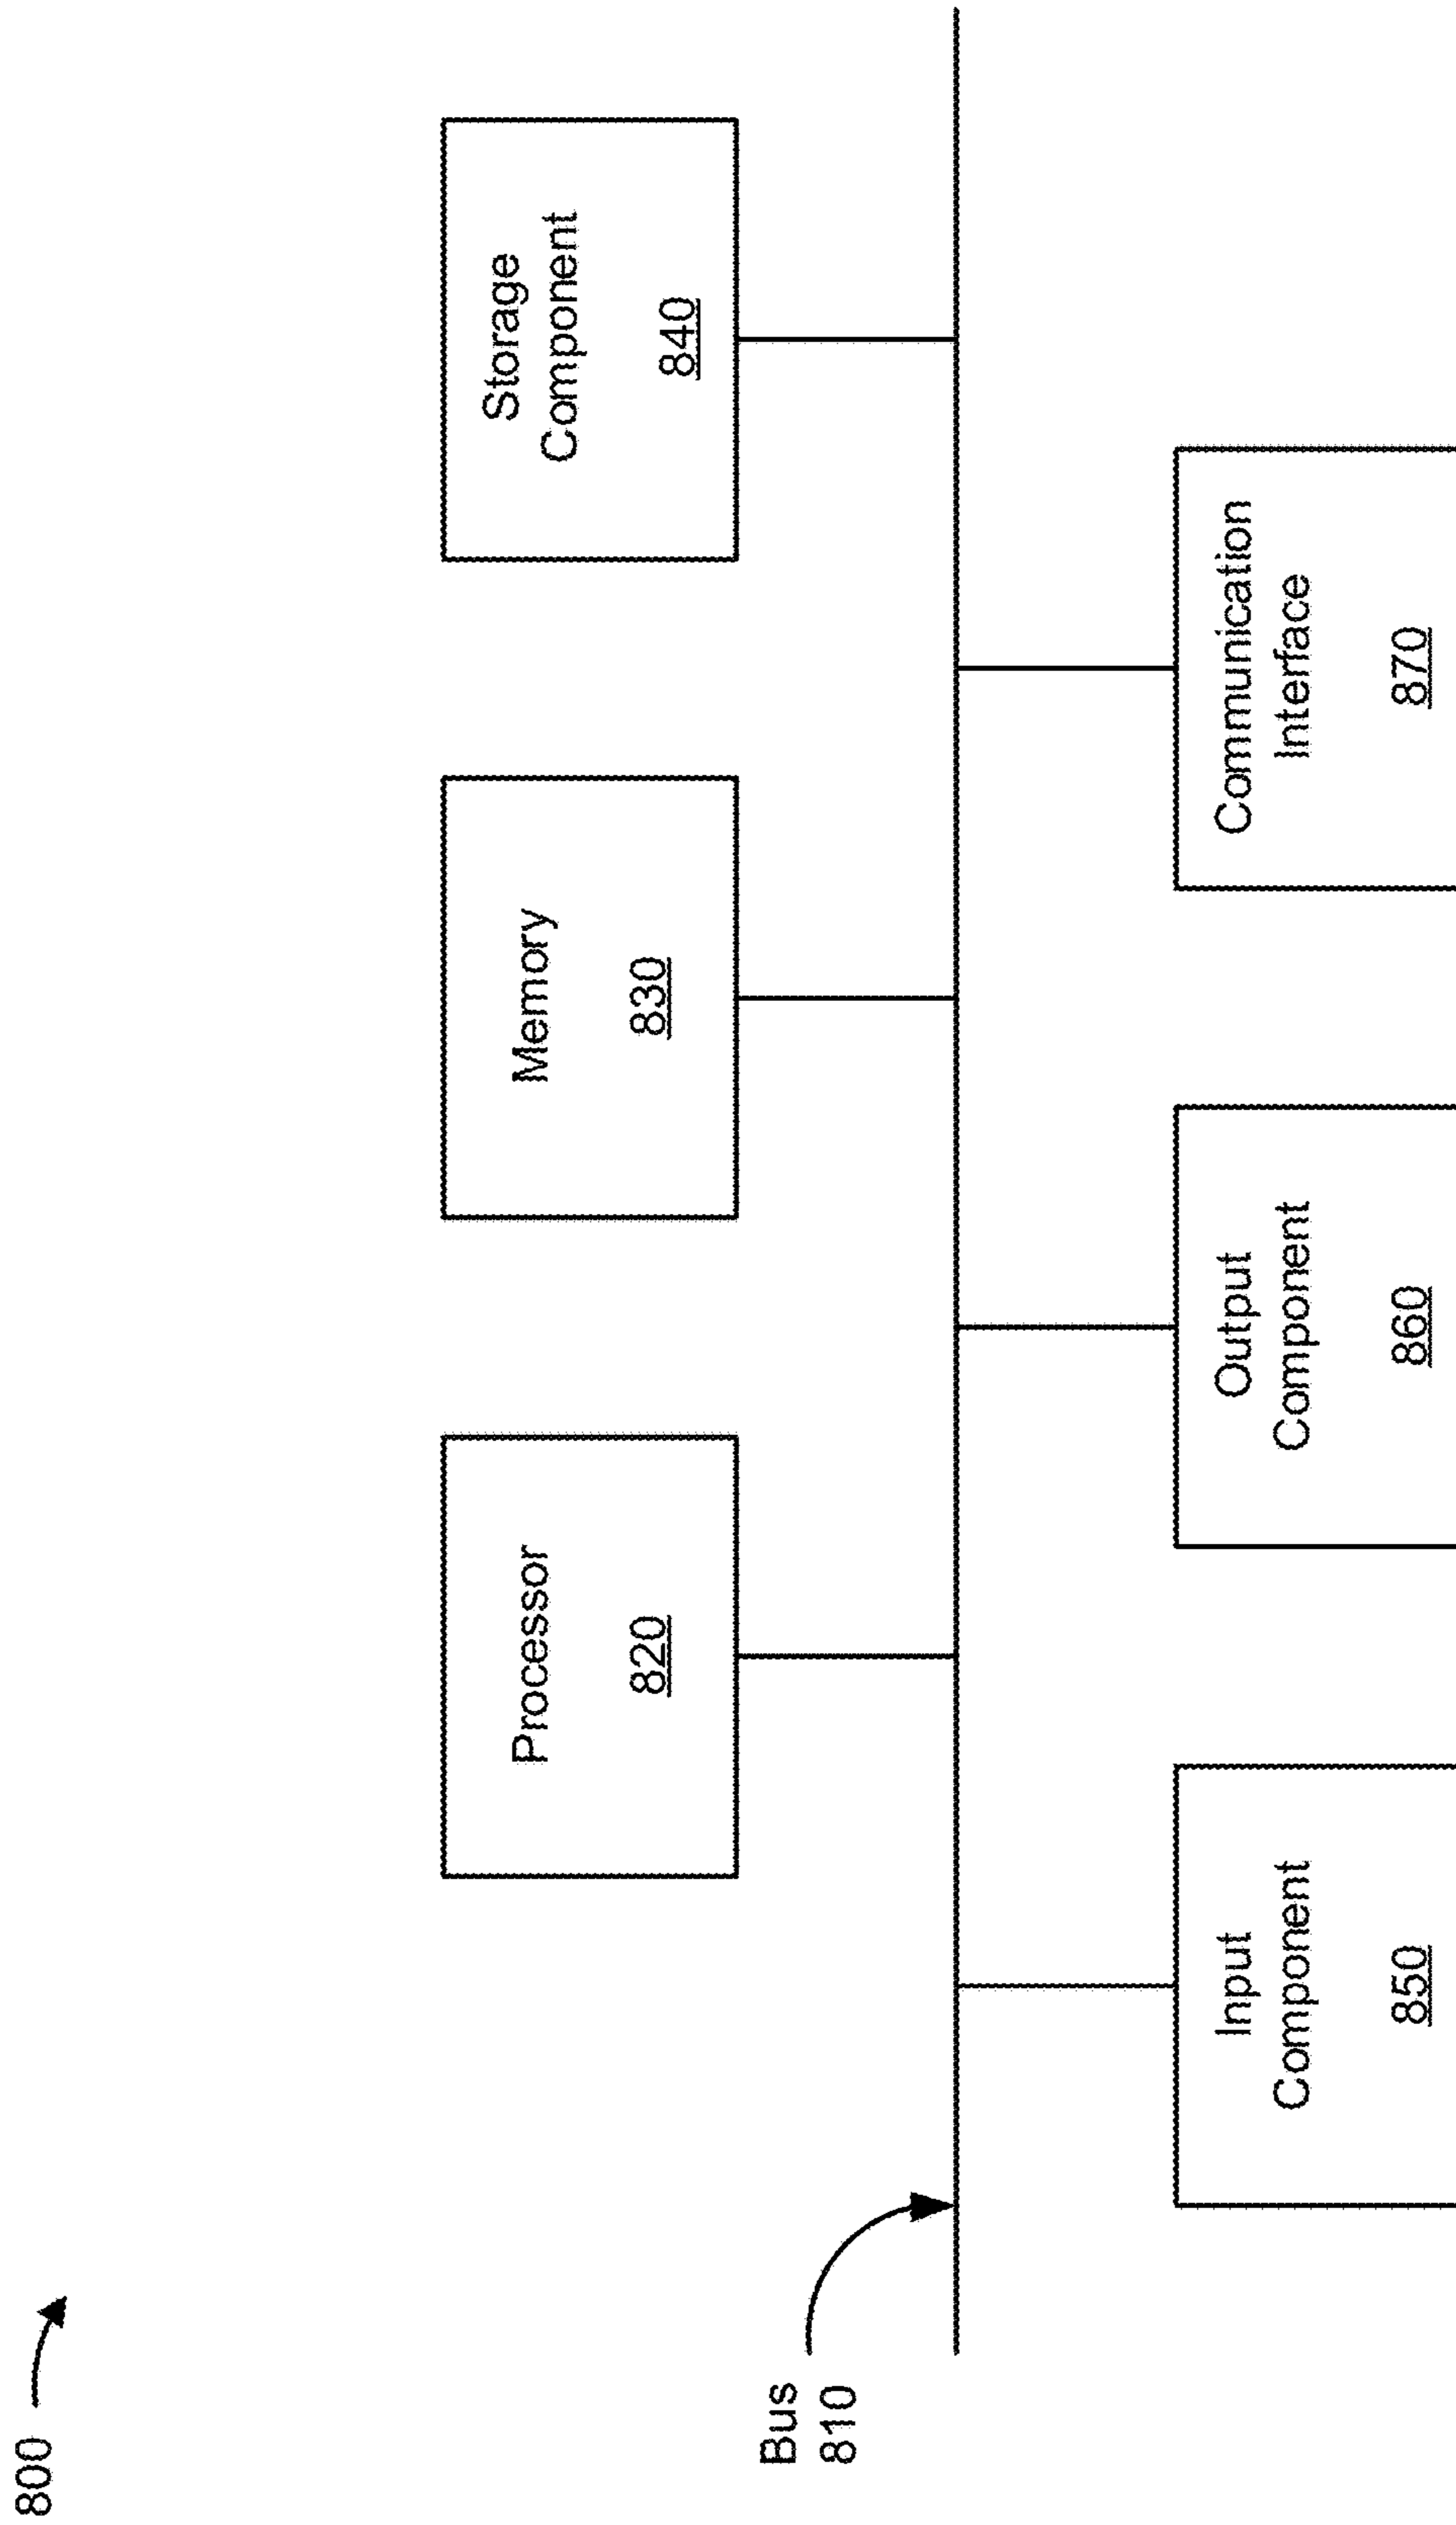 800
Processor
820
Memory
830
Storage
Component
840
Bus
810
Input
Component
850
Output
Component
860
Communication
Interface
870